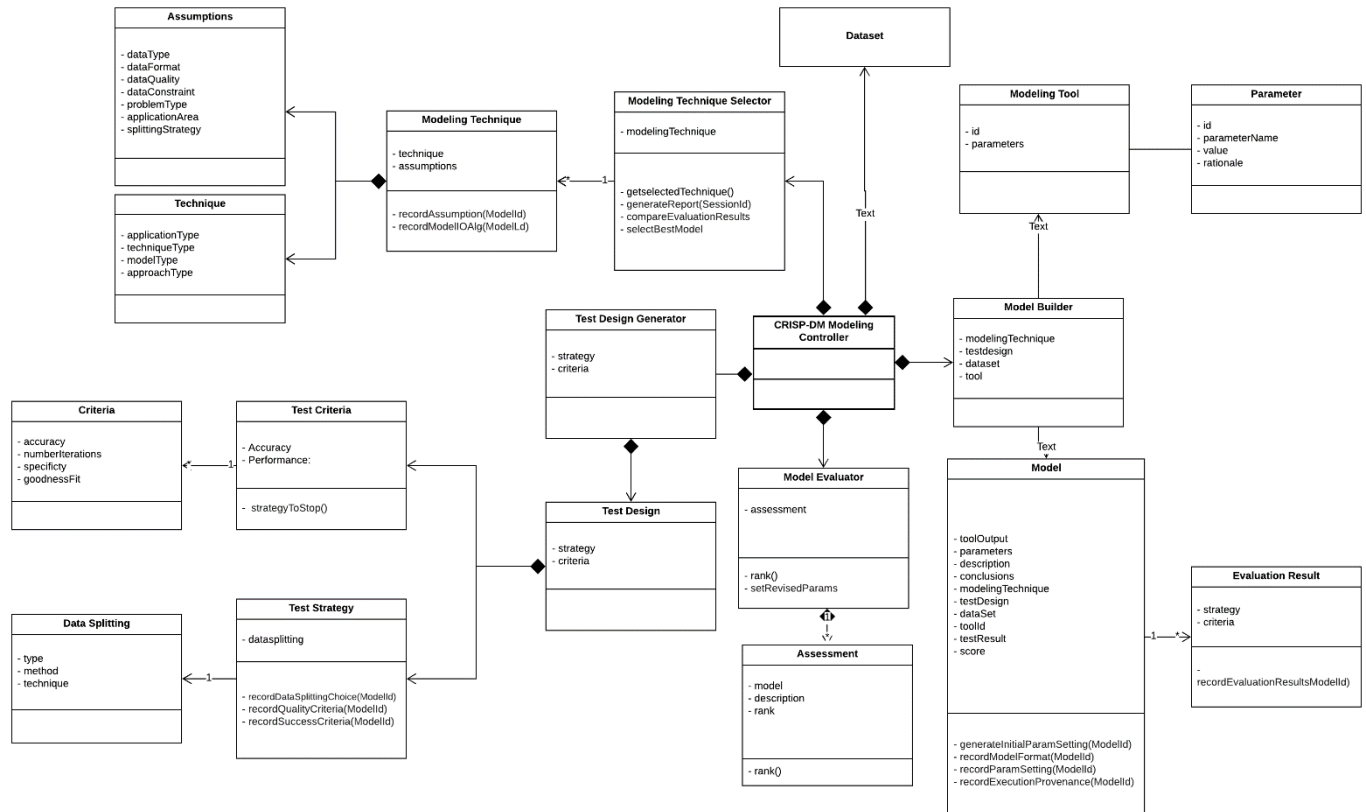 Assumptions
- dataType
- dataFormat
- dataQuality
- dataConstraint
- problemType
- applicationArea
- splittingStrategy
Technique
- applicationType
- techniqueType
- modelType
- approachType
Modeling Technique
- technique
- assumptions
- recordAssumption(ModelId)
- recordModelIOAlg(ModelLd)
*
1
Modeling Technique Selector
- modelingTechnique
- getselectedTechnique()
- generateReport(SessionId)
- compareEvaluationResults
- selectBestModel
Dataset
Text
Modeling Tool
- id
- parameters
Parameter
- id
- parameterName
- value
- rationale
Text
Test Design Generator
- strategy
- criteria
CRISP-DM Modeling
Controller
Model Builder
- modelingTechnique
- testdesign
- dataset
- tool
Text
Criteria
- accuracy
- numberIterations
- specificty
- goodnessFit
*
1
Test Criteria
- Accuracy
- Performance:
- strategyToStop()
Test Design
- strategy
- criteria
Model Evaluator
- assessment
- rank()
- setRevisedParams
1
*
Assessment
- model
- description
- rank
- rank()
Model
- toolOutput
- parameters
- description
- conclusions
- modelingTechnique
- testDesign
- dataSet
- toolId
- testResult
- score
- generateInitialParamSetting(ModelId)
- recordModelFormat(ModelId)
- recordParamSetting(ModelId)
- recordExecutionProvenance(ModelId)
1
*
Evaluation Result
- strategy
- criteria
-
recordEvaluationResultsModelId)
Data Splitting
- type
- method
- technique
1
Test Strategy
- datasplitting
- recordDataSplittingChoice(ModelId)
- recordQualityCriteria(ModelId)
- recordSuccessCriteria(ModelId)